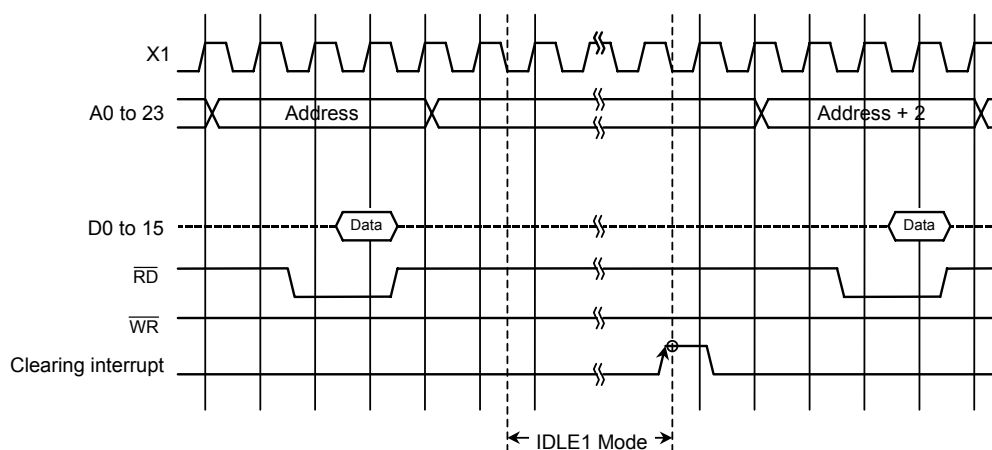 X1
A0 to 23
Address
Address + 2
D0 to 15
Data
Data
RD
WR
Clearing interrupt
IDLE1 Mode